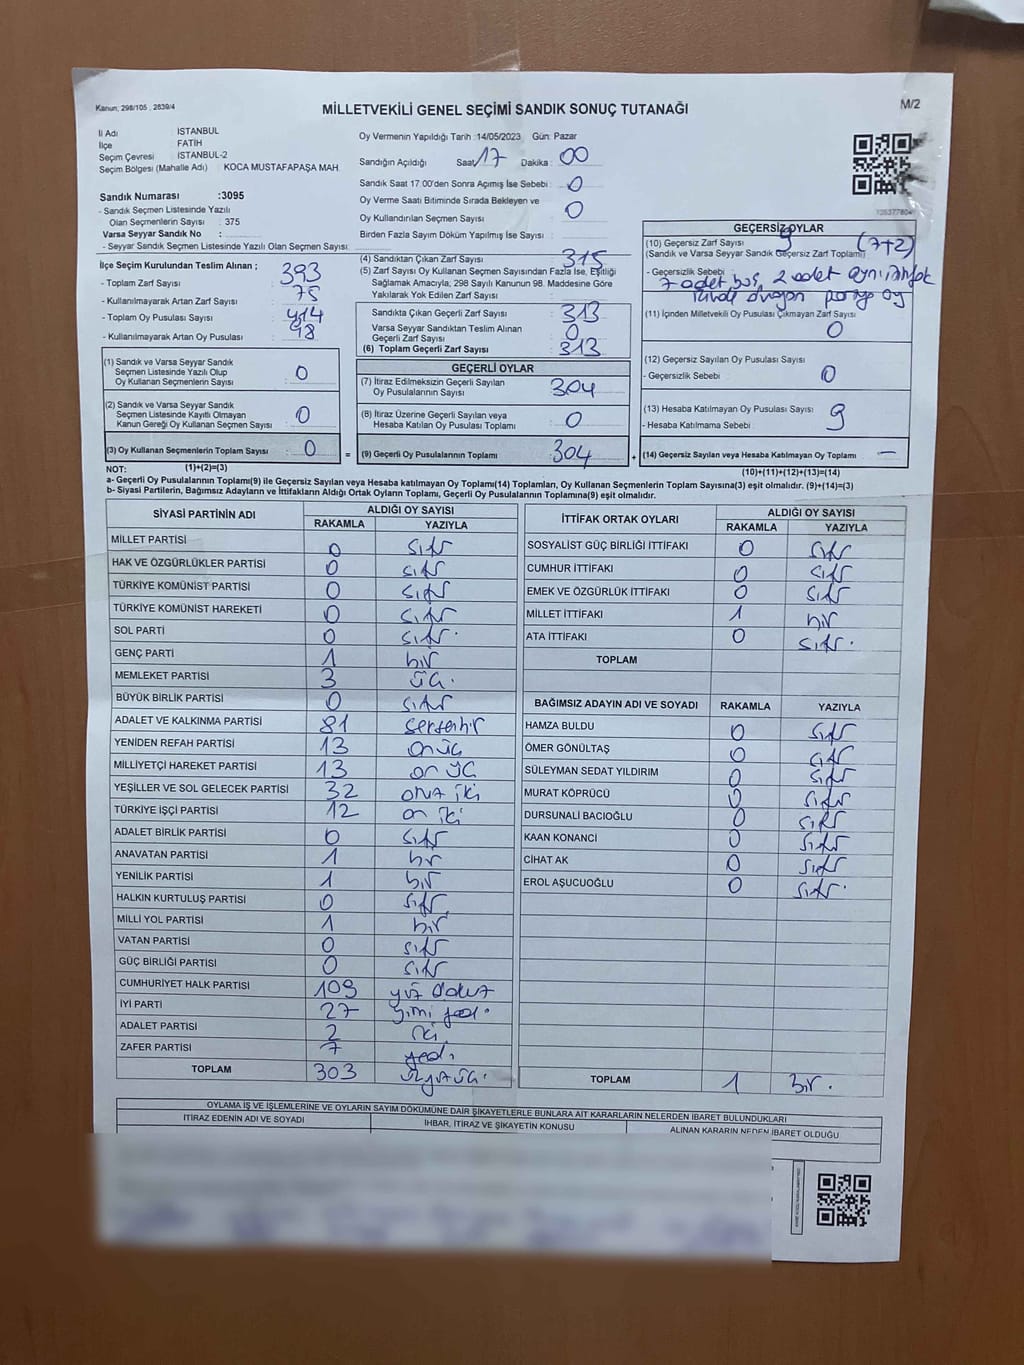 Kanun, 298/105 , 2839/4
MİLLETVEKİLİ GENEL SEÇİMİ SANDIK SONUÇ TUTANAĞI
M/2
İl Adı : İSTANBUL
İlçe : FATİH
Seçim Çevresi : İSTANBUL-2
Seçim Bölgesi (Mahalle Adı) : KOCA MUSTAFAPAŞA MAH
Sandık Numarası :3095
- Sandık Seçmen Listesinde Yazılı
Olan Seçmenlerin Sayısı : 375
Varsa Seyyar Sandık No :
- Seyyar Sandık Seçmen Listesinde Yazılı Olan Seçmen Sayısı:
Oy Vermenin Yapıldığı Tarih :14/05/2023 Gün: Pazar
Sandığın Açıldığı Saat: 17 Dakika : 00
Sandık Saat 17.00'den Sonra Açılmış İse Sebebi : 0
Oy Verme Saati Bitiminde Sırada Bekleyen ve
Oy Kullandırılan Seçmen Sayısı : 0
Birden Fazla Sayım Döküm Yapılmış İse Sayısı :
İlçe Seçim Kurulundan Teslim Alınan ;
- Toplam Zarf Sayısı : 393
- Kullanılmayarak Artan Zarf Sayısı : 75
- Toplam Oy Pusulası Sayısı : 414
- Kullanılmayarak Artan Oy Pusulası : 98
(4) Sandıktan Çıkan Zarf Sayısı : 315
(5) Zarf Sayısı Oy Kullanan Seçmen Sayısından Fazla İse, Eşitliği
Sağlamak Amacıyla, 298 Sayılı Kanunun 98. Maddesine Göre
Yakılarak Yok Edilen Zarf Sayısı :
Sandıkta Çıkan Geçerli Zarf Sayısı : 313
Varsa Seyyar Sandıktan Teslim Alınan
Geçerli Zarf Sayısı : 0
(6) Toplam Geçerli Zarf Sayısı : 313
GEÇERSİZ OYLAR
(10) Geçersiz Zarf Sayısı 9 (7+2)
(Sandık ve Varsa Seyyar Sandık Geçersiz Zarf Toplamı)
- Geçersizlik Sebebi :
7 adet boş, 2 adet aynı
(11) İçinden Milletvekili Oy Pusulası Çıkmayan Zarf Sayısı
0
(12) Geçersiz Sayılan Oy Pusulası Sayısı
- Geçersizlik Sebebi : 0
(13) Hesaba Katılmayan Oy Pusulası Sayısı : 9
- Hesaba Katılmama Sebebi :
(14) Geçersiz Sayılan veya Hesaba Katılmayan Oy Toplamı : —
(10)+(11)+(12)+(13)=(14)
(1) Sandık ve Varsa Seyyar Sandık
Seçmen Listesinde Yazılı Olup
Oy Kullanan Seçmenlerin Sayısı : 0
(2) Sandık ve Varsa Seyyar Sandık
Seçmen Listesinde Kayıtlı Olmayan
Kanun Gereği Oy Kullanan Seçmen Sayısı : 0
(3) Oy Kullanan Seçmenlerin Toplam Sayısı : 0 =
(1)+(2)=(3)
GEÇERLİ OYLAR
(7) İtiraz Edilmeksizin Geçerli Sayılan
Oy Pusulalarının Sayısı : 304
(8) İtiraz Üzerine Geçerli Sayılan veya
Hesaba Katılan Oy Pusulası Toplamı : 0
(9) Geçerli Oy Pusulalarının Toplamı : 304 +
NOT:
a- Geçerli Oy Pusulalarının Toplamı(9) ile Geçersiz Sayılan veya Hesaba katılmayan Oy Toplamı(14) Toplamları, Oy Kullanan Seçmenlerin Toplam Sayısına(3) eşit olmalıdır. (9)+(14)=(3)
b- Siyasi Partilerin, Bağımsız Adayların ve İttifakların Aldığı Ortak Oyların Toplamı, Geçerli Oy Pusulalarının Toplamına(9) eşit olmalıdır.
SİYASİ PARTİNİN ADI ALDIĞI OY SAYISI
RAKAMLA YAZIYLA
MİLLET PARTİSİ 0 sıfır
HAK VE ÖZGÜRLÜKLER PARTİSİ 0 sıfır
TÜRKİYE KOMÜNİST PARTİSİ 0 sıfır
TÜRKİYE KOMÜNİST HAREKETİ 0 sıfır
SOL PARTİ 0 sıfır.
GENÇ PARTİ 1 bir
MEMLEKET PARTİSİ 3 üç.
BÜYÜK BİRLİK PARTİSİ 0 sıfır
ADALET VE KALKINMA PARTİSİ 81 seksenbir
YENİDEN REFAH PARTİSİ 13 onüç
MİLLİYETÇİ HAREKET PARTİSİ 13 on üç
YEŞİLLER VE SOL GELECEK PARTİSİ 32 otuz iki
TÜRKİYE İŞÇİ PARTİSİ 12 on iki
ADALET BİRLİK PARTİSİ 0 sıfır
ANAVATAN PARTİSİ 1 bir
YENİLİK PARTİSİ 1 bir
HALKIN KURTULUŞ PARTİSİ 0 sıfır
MİLLİ YOL PARTİSİ 1 bir
VATAN PARTİSİ 0 sıfır
GÜÇ BİRLİĞİ PARTİSİ 0 sıfır
CUMHURİYET HALK PARTİSİ 109 yüz dokuz
İYİ PARTİ 27 yirmi yedi.
ADALET PARTİSİ 2 iki
ZAFER PARTİSİ 7 yedi
TOPLAM 303 üçyüzüç.
İTTİFAK ORTAK OYLARI ALDIĞI OY SAYISI
RAKAMLA YAZIYLA
SOSYALİST GÜÇ BİRLİĞİ İTTİFAKI 0 sıfır
CUMHUR İTTİFAKI 0 sıfır
EMEK VE ÖZGÜRLÜK İTTİFAKI 0 sıfır
MİLLET İTTİFAKI 1 bir
ATA İTTİFAKI 0 sıfır.
TOPLAM
BAĞIMSIZ ADAYIN ADI VE SOYADI RAKAMLA YAZIYLA
HAMZA BULDU 0 sıfır
ÖMER GÖNÜLTAŞ 0 sıfır
SÜLEYMAN SEDAT YILDIRIM 0 sıfır
MURAT KÖPRÜCÜ 0 sıfır
DURSUNALİ BACIOĞLU 0 sıfır
KAAN KONANCİ 0 sıfır
CİHAT AK 0 sıfır
EROL AŞUCUOĞLU 0 sıfır.
TOPLAM 1 Bir.
OYLAMA İŞ VE İŞLEMLERİNE VE OYLARIN SAYIM DÖKÜMÜNE DAİR ŞİKAYETLERLE BUNLARA AİT KARARLARIN NELERDEN İBARET BULUNDUKLARI
İTİRAZ EDENİN ADI VE SOYADI İHBAR, İTİRAZ VE ŞİKAYETİN KONUSU ALINAN KARARIN NEDEN İBARET OLDUĞU